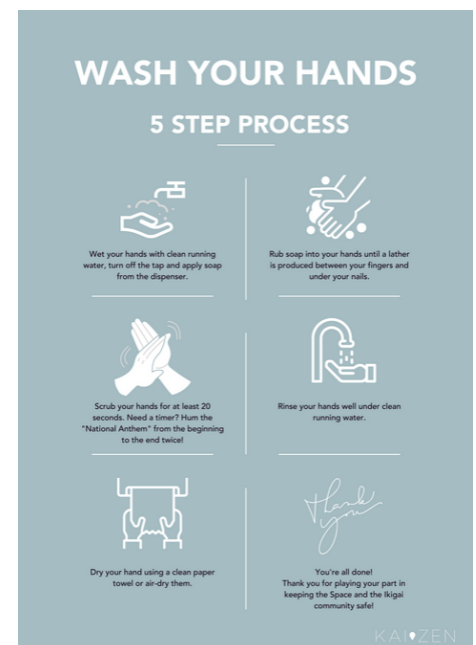 WASH YOUR HANDS
5 STEP PROCESS
Wet your hands with clean running
water, turn off the tap and apply soap
from the dispenser.
Rub soap into your hands until a lather
is produced between your fingers and
under your nails.
Scrub your hands for at least 20
seconds. Need a timer? Hum the
"National Anthem" from the beginning
to the end twice!
Rinse your hands well under clean
running water.
Dry your hand using a clean paper
towel or air-dry them.
Thank
you
You're all done!
Thank you for playing your part in
keeping the Space and the Ikigai
community safe!
KAIZEN